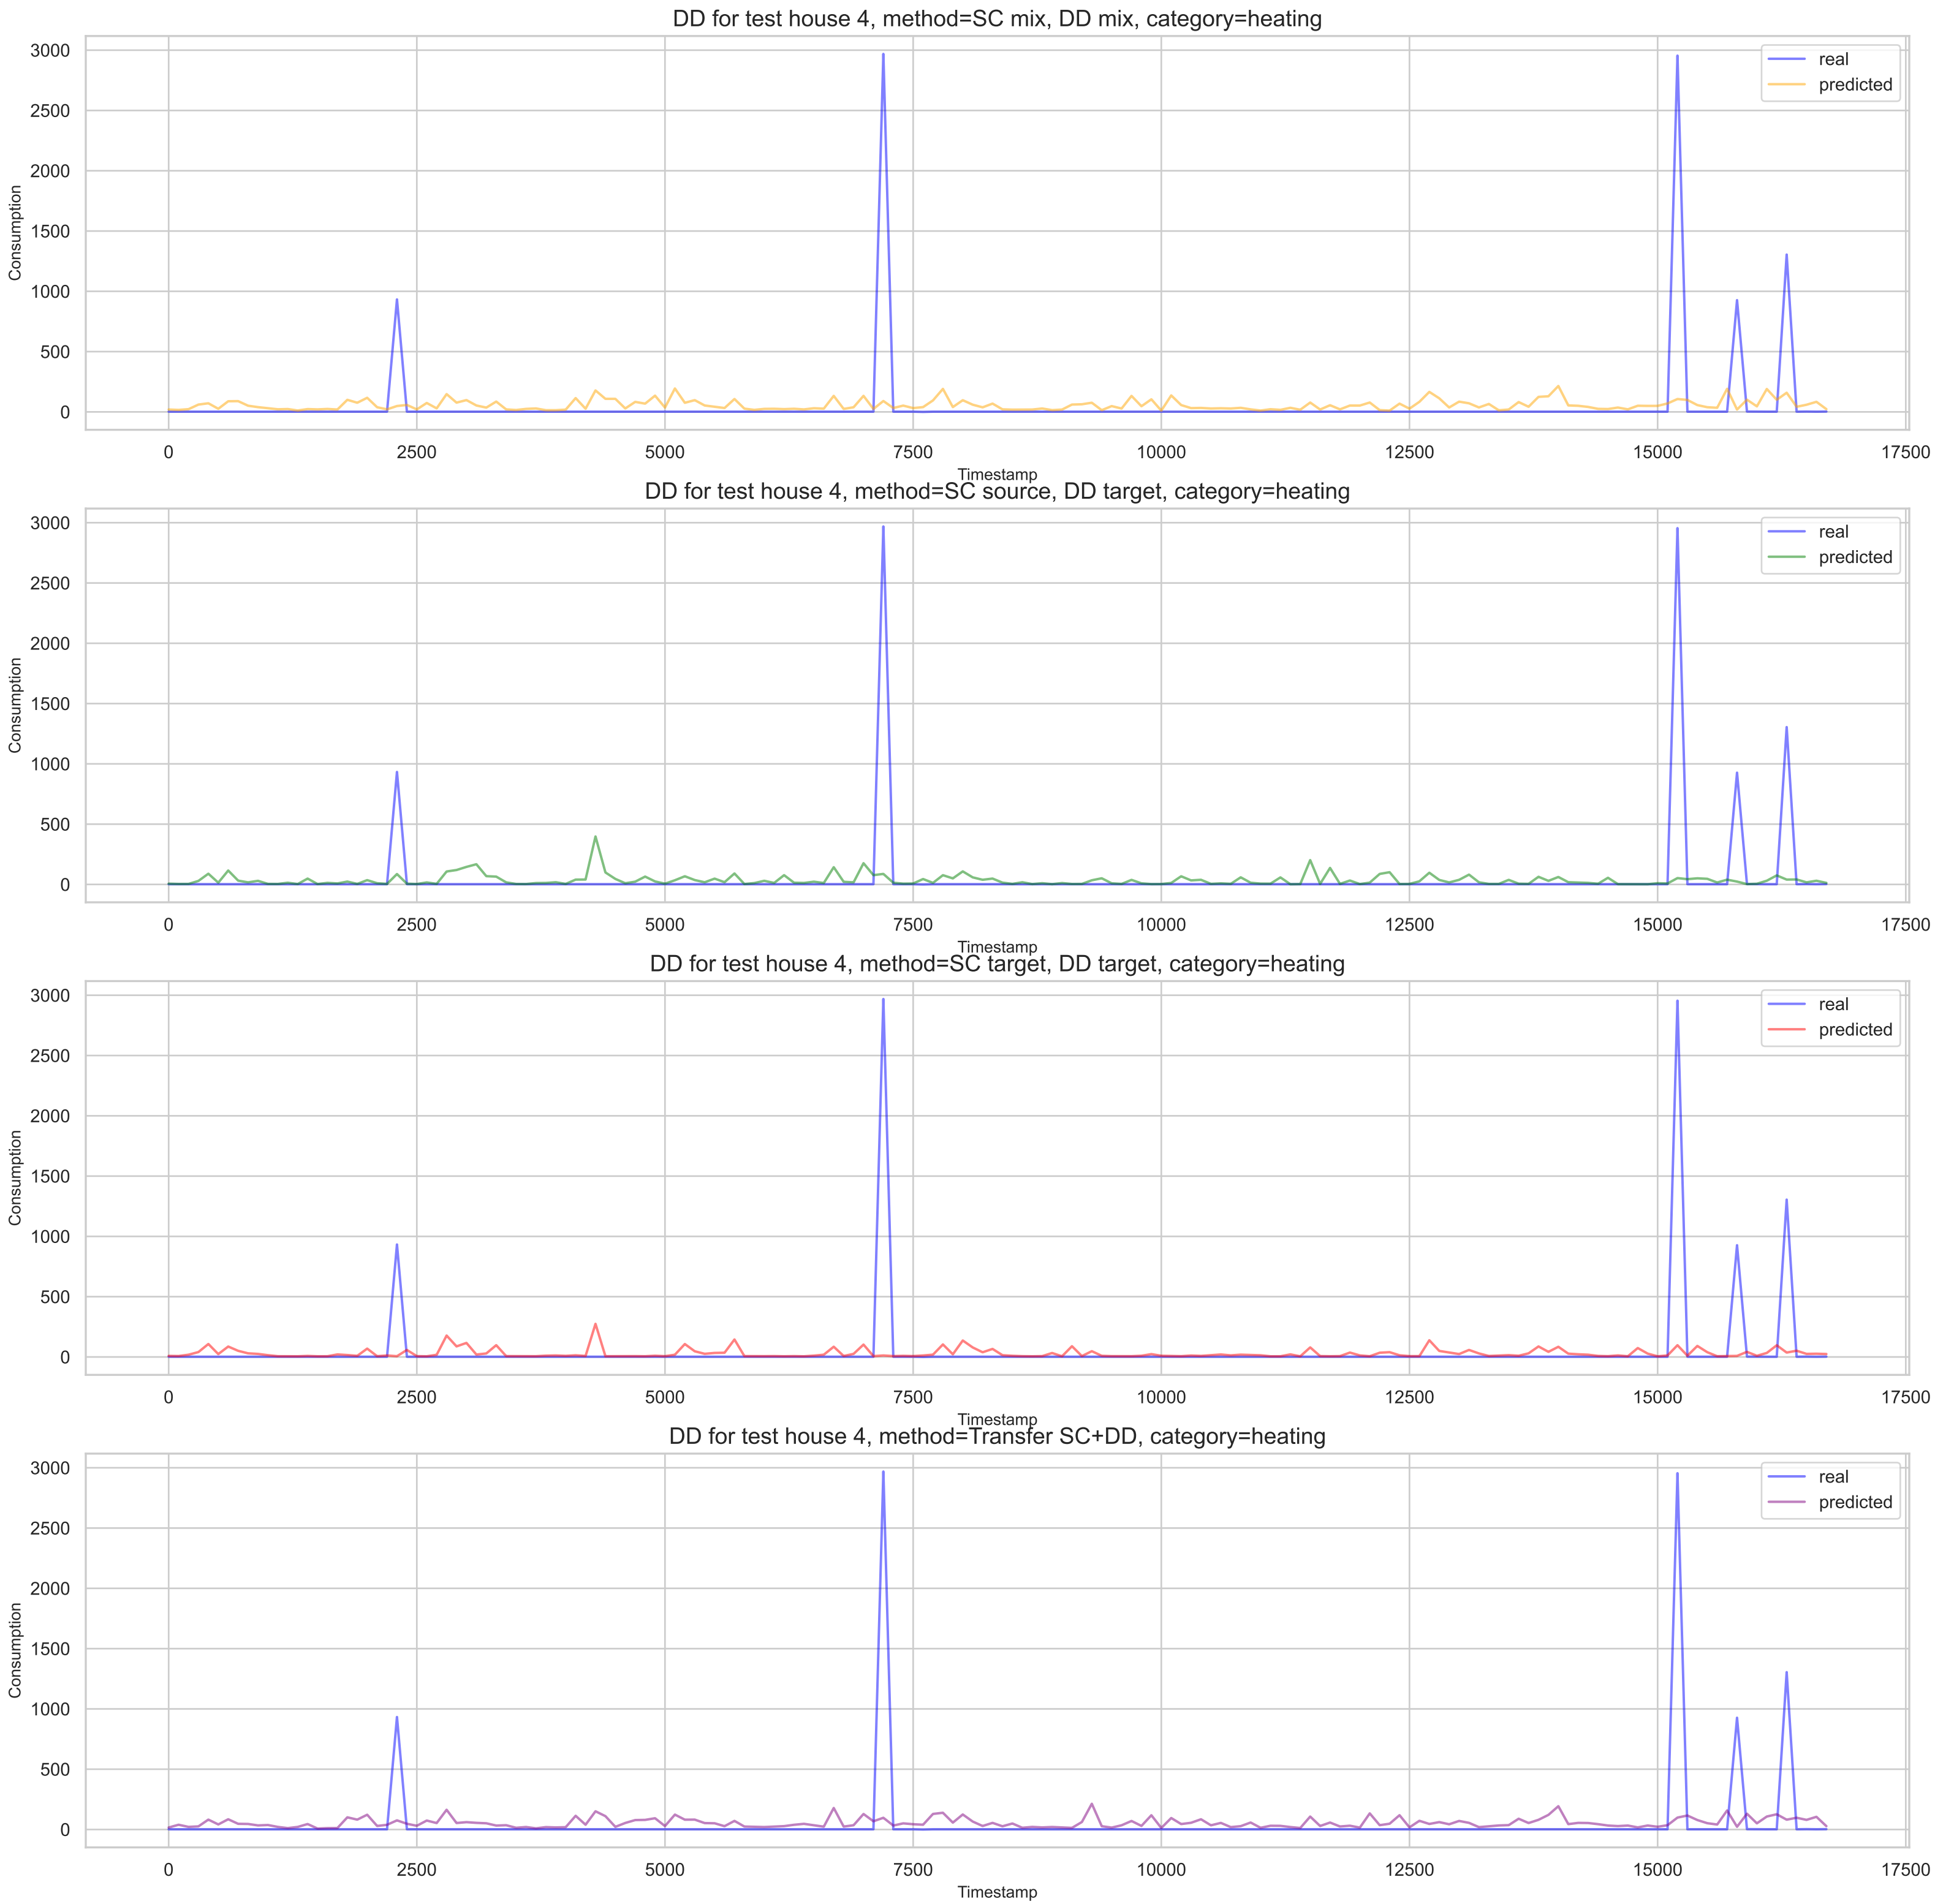 DD for test house 4, method=SC mix, DD mix, category=heating
3000
2500
2000
1500
1000
500
0
Consumption
real
predicted
0 2500 5000 7500 10000 12500 15000 17500
Timestamp
DD for test house 4, method=SC source, DD target, category=heating
3000
2500
2000
1500
1000
500
0
Consumption
real
predicted
0 2500 5000 7500 10000 12500 15000 17500
Timestamp
DD for test house 4, method=SC target, DD target, category=heating
3000
2500
2000
1500
1000
500
0
Consumption
real
predicted
0 2500 5000 7500 10000 12500 15000 17500
Timestamp
DD for test house 4, method=Transfer SC+DD, category=heating
3000
2500
2000
1500
1000
500
0
Consumption
real
predicted
0 2500 5000 7500 10000 12500 15000 17500
Timestamp